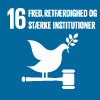 16 FRED, RETFÆRDIGHED OG
STÆRKE INSTITUTIONER